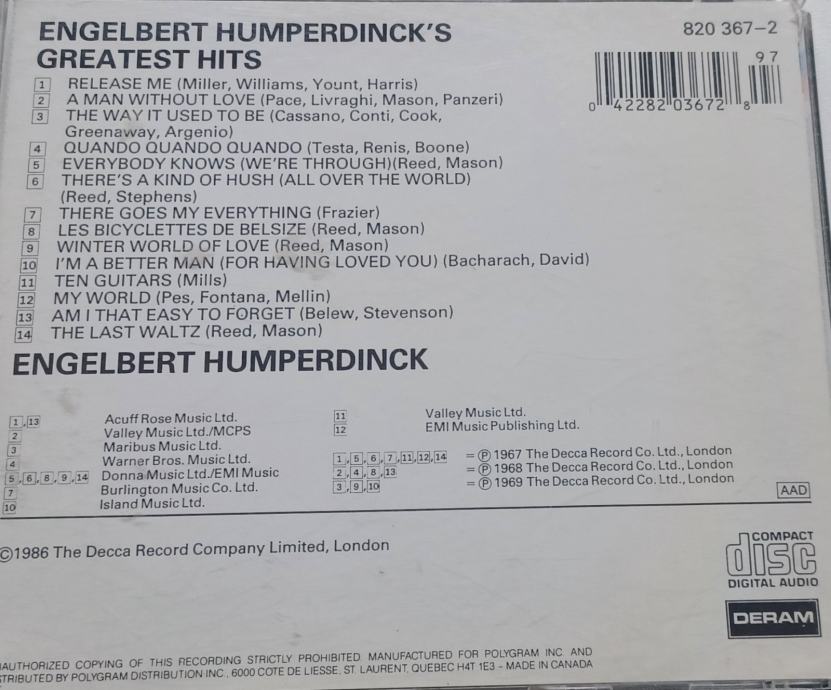 ENGELBERT HUMPERDINCK'S
GREATEST HITS
820 367-2
97
0 42282 03672 8
1 RELEASE ME (Miller, Williams, Yount, Harris)
2 A MAN WITHOUT LOVE (Pace, Livraghi, Mason, Panzeri)
3 THE WAY IT USED TO BE (Cassano, Conti, Cook,
Greenaway, Argenio)
4 QUANDO QUANDO QUANDO (Testa, Renis, Boone)
5 EVERYBODY KNOWS (WE'RE THROUGH)(Reed, Mason)
6 THERE'S A KIND OF HUSH (ALL OVER THE WORLD)
(Reed, Stephens)
7 THERE GOES MY EVERYTHING (Frazier)
8 LES BICYCLETTES DE BELSIZE (Reed, Mason)
9 WINTER WORLD OF LOVE (Reed, Mason)
10 I'M A BETTER MAN (FOR HAVING LOVED YOU) (Bacharach, David)
11 TEN GUITARS (Mills)
12 MY WORLD (Pes, Fontana, Mellin)
13 AM I THAT EASY TO FORGET (Belew, Stevenson)
14 THE LAST WALTZ (Reed, Mason)
ENGELBERT HUMPERDINCK
1,13 Acuff Rose Music Ltd.
2 Valley Music Ltd./MCPS
3 Maribus Music Ltd.
4 Warner Bros. Music Ltd.
5,6,8,9,14 Donna Music Ltd./EMI Music
7 Burlington Music Co. Ltd.
10 Island Music Ltd.
11 Valley Music Ltd.
12 EMI Music Publishing Ltd.
1,5,6,7,11,12,14 = ℗ 1967 The Decca Record Co. Ltd., London
2,4,8,13 = ℗ 1968 The Decca Record Co. Ltd., London
3,9,10 = ℗ 1969 The Decca Record Co. Ltd., London
AAD
©1986 The Decca Record Company Limited, London
COMPACT
disc
DIGITAL AUDIO
DERAM
AUTHORIZED COPYING OF THIS RECORDING STRICTLY PROHIBITED MANUFACTURED FOR POLYGRAM INC. AND
STRIBUTED BY POLYGRAM DISTRIBUTION INC., 6000 COTE DE LIESSE, ST. LAURENT, QUEBEC H4T 1E3 - MADE IN CANADA